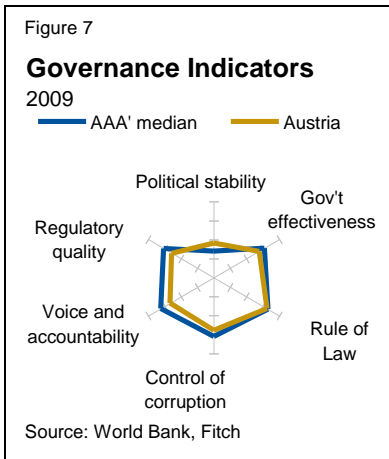 Figure 7
Governance Indicators
2009
AAA' median
Austria
Political stability
Gov't
effectiveness
Regulatory
quality
Voice and
accountability
Rule of
Law
Control of
corruption
Source: World Bank, Fitch